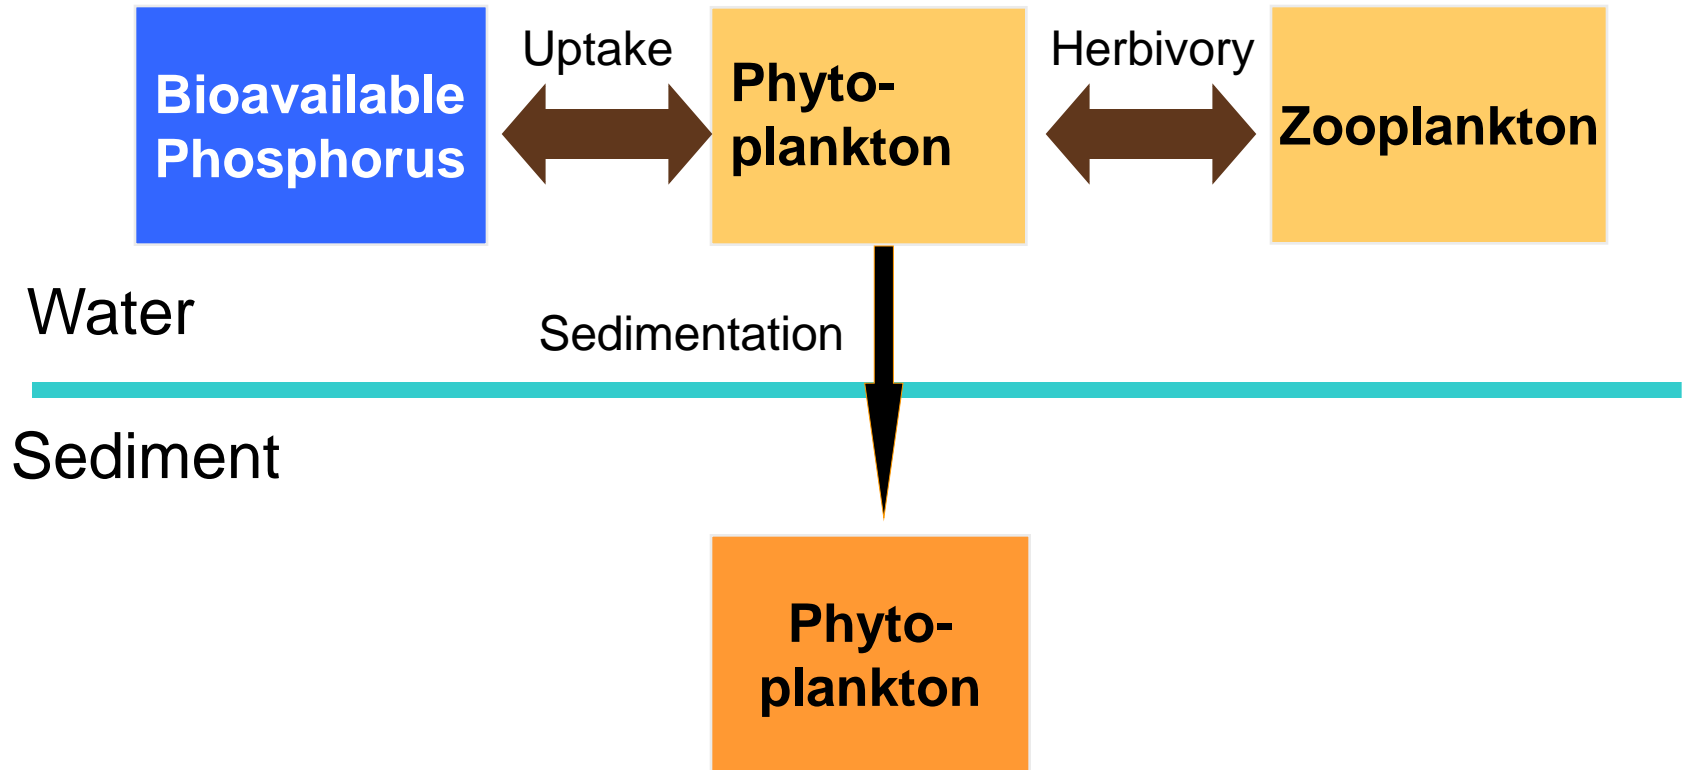 Bioavailable
Phosphorus
Uptake
Phyto-
plankton
Herbivory
Zooplankton
Water
Sedimentation
Sediment
Phyto-
plankton